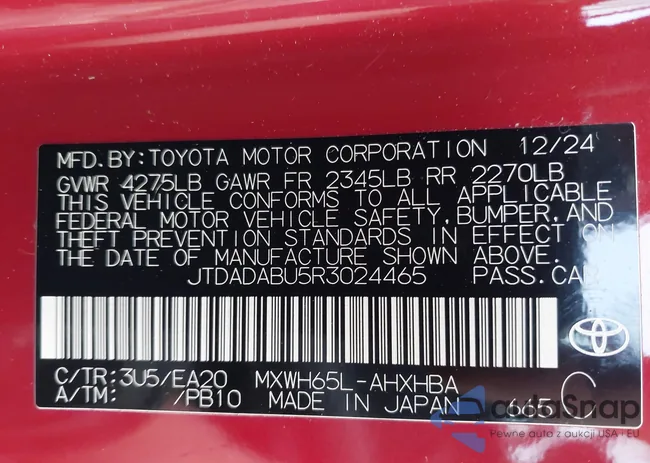 MFD.BY:TOYOTA MOTOR CORPORATION 12/24
GVWR 4275LB GAWR FR 2345LB RR 2270LB
THIS VEHICLE CONFORMS TO ALL APPLICABLE
FEDERAL MOTOR VEHICLE SAFETY,BUMPER,AND
THEFT PREVENTION STANDARDS IN EFFECT ON
THE DATE OF MANUFACTURE SHOWN ABOVE.
JTDADABU5R3024465 PASS.CAR
C/TR:3U5/EA20 MXWH65L-AHXHBA
A/TM: /PB10 MADE IN JAPAN 665 C
autaSnap
Pewne auta z aukcji USA · EU